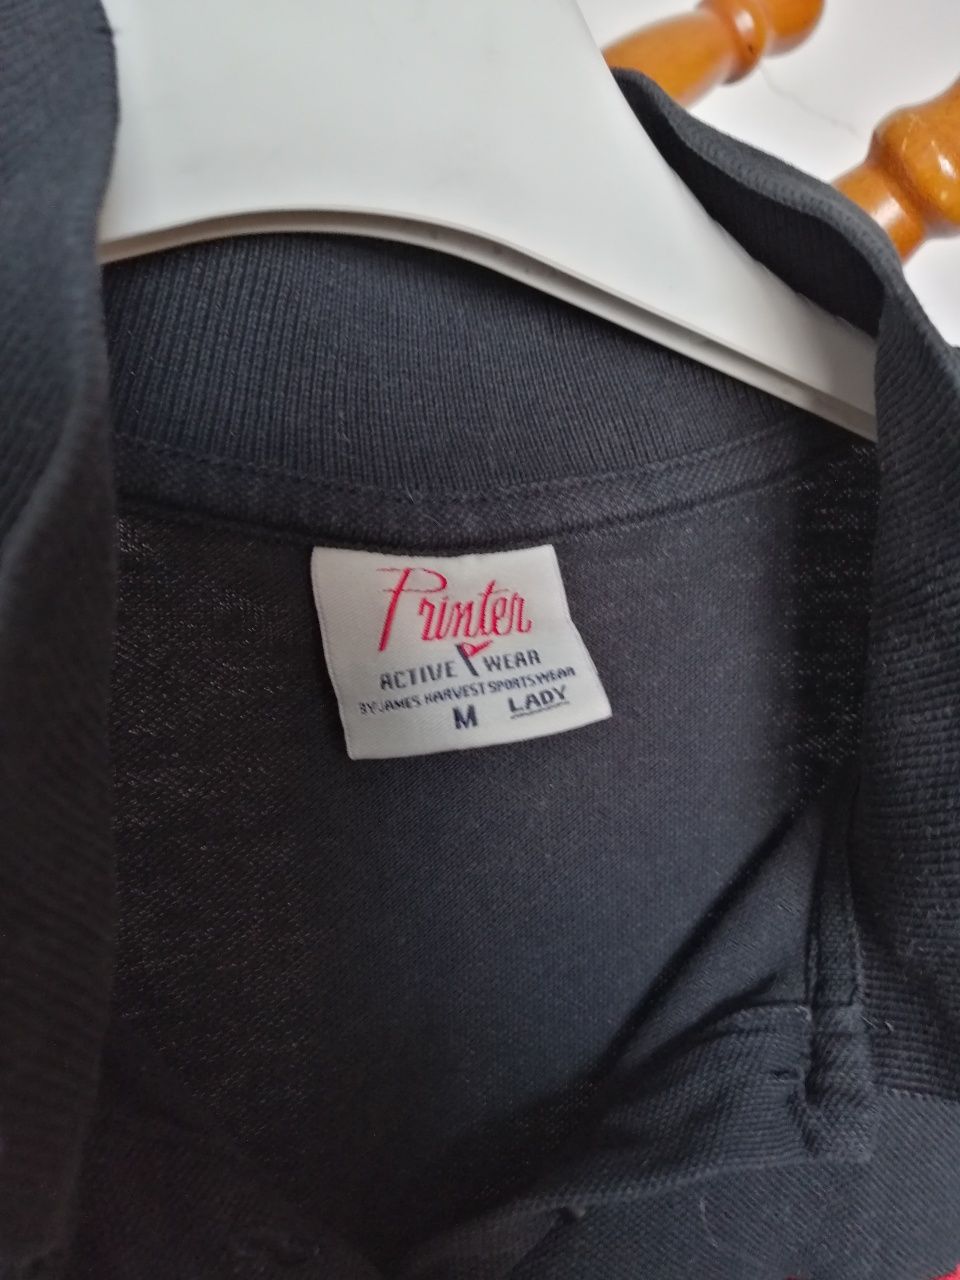 Printer
ACTIVE WEAR
BY JAMES HARVEST SPORTSWEAR
M LADY